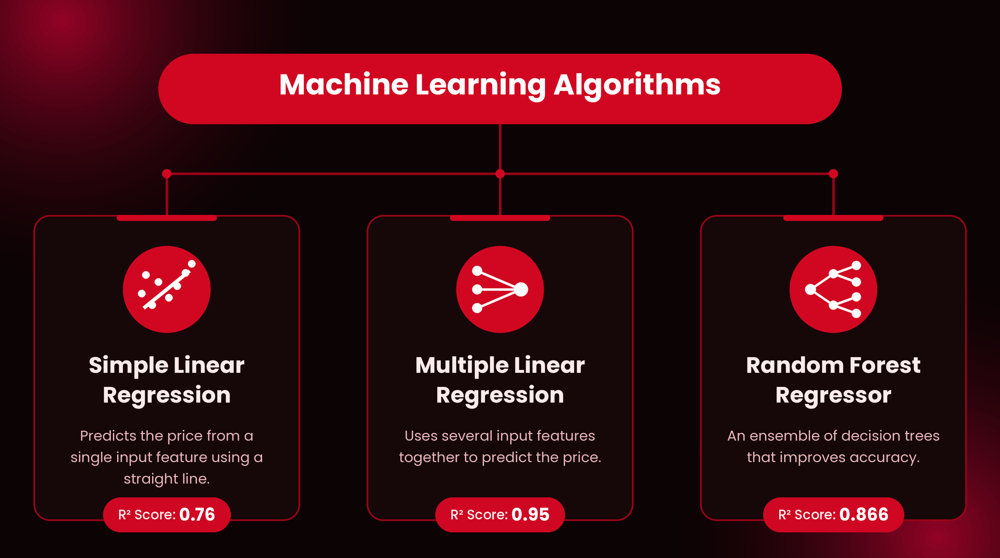 Machine Learning Algorithms
Simple Linear
Regression
Predicts the price from a
single input feature using a
straight line.
R² Score: 0.76
Multiple Linear
Regression
Uses several input features
together to predict the price.
R² Score: 0.95
Random Forest
Regressor
An ensemble of decision trees
that improves accuracy.
R² Score: 0.866